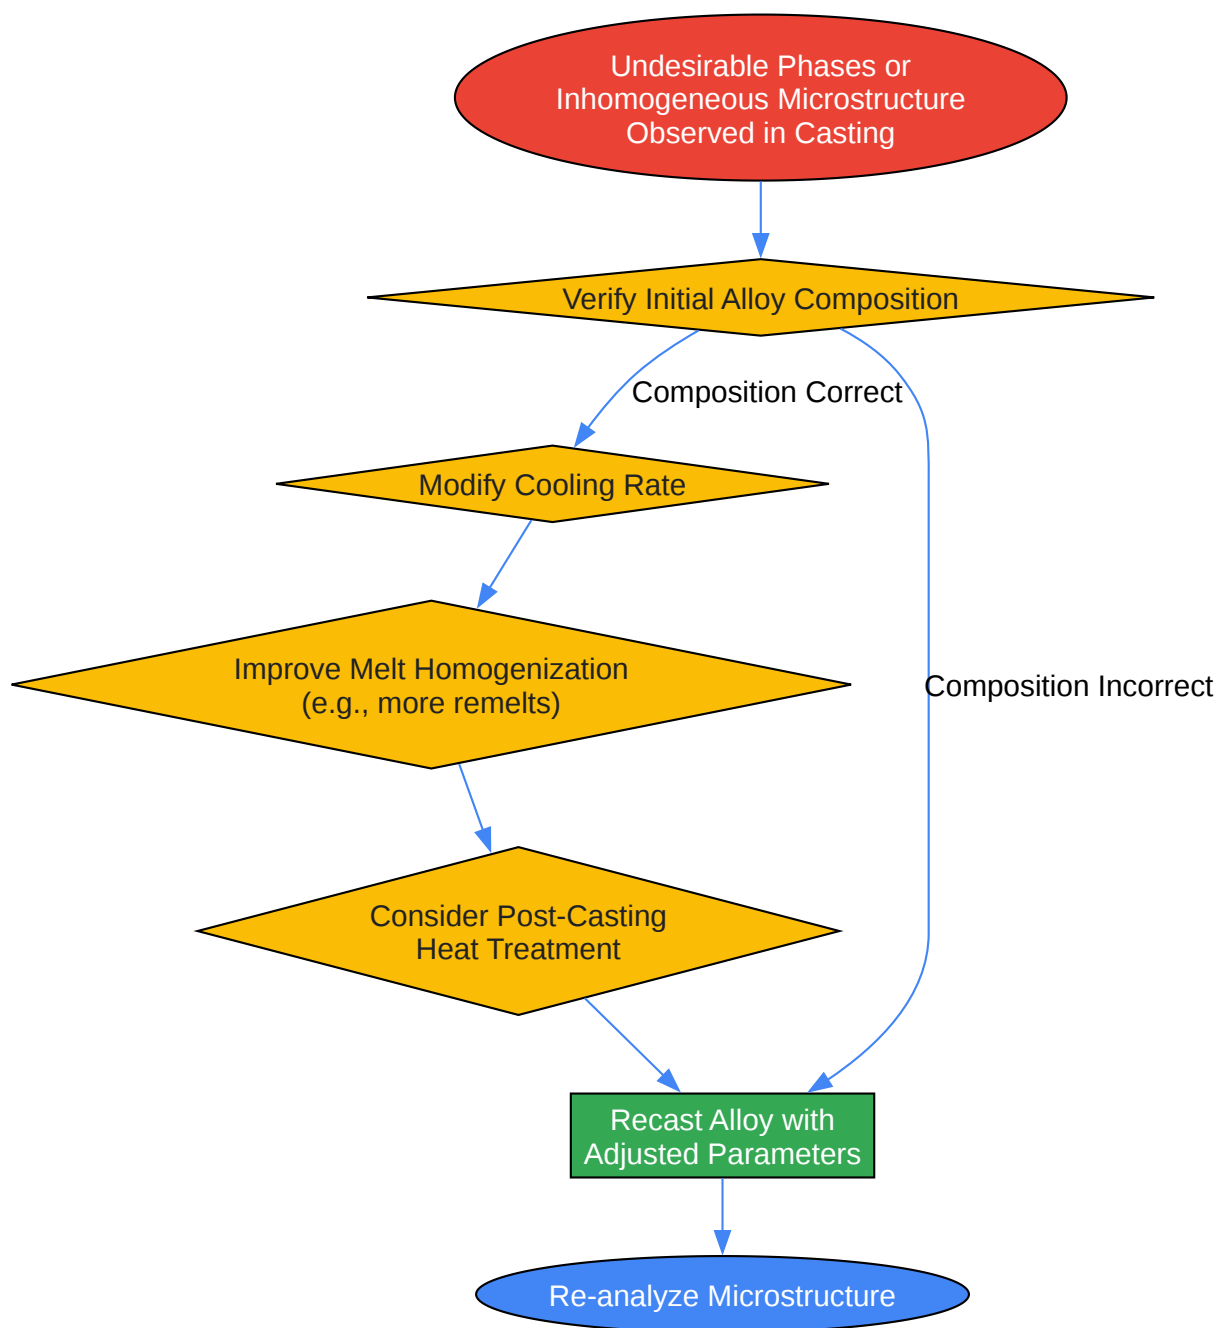 Undesirable Phases or
Inhomogeneous Microstructure
Observed in Casting
Verify Initial Alloy Composition
Composition Correct
Modify Cooling Rate
Improve Melt Homogenization
(e.g., more remelts)
Composition Incorrect
Consider Post-Casting
Heat Treatment
Recast Alloy with
Adjusted Parameters
Re-analyze Microstructure